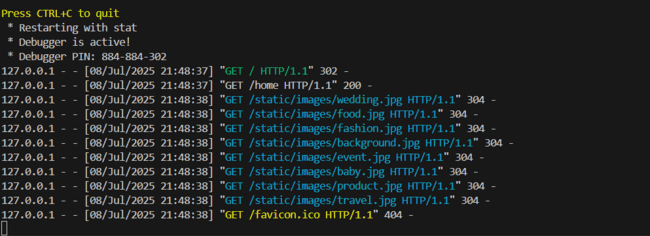 Press CTRL+C to quit
 * Restarting with stat
 * Debugger is active!
 * Debugger PIN: 884-884-302
127.0.0.1 - - [08/Jul/2025 21:48:37] "GET / HTTP/1.1" 302 -
127.0.0.1 - - [08/Jul/2025 21:48:37] "GET /home HTTP/1.1" 200 -
127.0.0.1 - - [08/Jul/2025 21:48:38] "GET /static/images/wedding.jpg HTTP/1.1" 304 -
127.0.0.1 - - [08/Jul/2025 21:48:38] "GET /static/images/food.jpg HTTP/1.1" 304 -
127.0.0.1 - - [08/Jul/2025 21:48:38] "GET /static/images/fashion.jpg HTTP/1.1" 304 -
127.0.0.1 - - [08/Jul/2025 21:48:38] "GET /static/images/background.jpg HTTP/1.1" 304 -
127.0.0.1 - - [08/Jul/2025 21:48:38] "GET /static/images/event.jpg HTTP/1.1" 304 -
127.0.0.1 - - [08/Jul/2025 21:48:38] "GET /static/images/baby.jpg HTTP/1.1" 304 -
127.0.0.1 - - [08/Jul/2025 21:48:38] "GET /static/images/product.jpg HTTP/1.1" 304 -
127.0.0.1 - - [08/Jul/2025 21:48:38] "GET /static/images/travel.jpg HTTP/1.1" 304 -
127.0.0.1 - - [08/Jul/2025 21:48:38] "GET /favicon.ico HTTP/1.1" 404 -